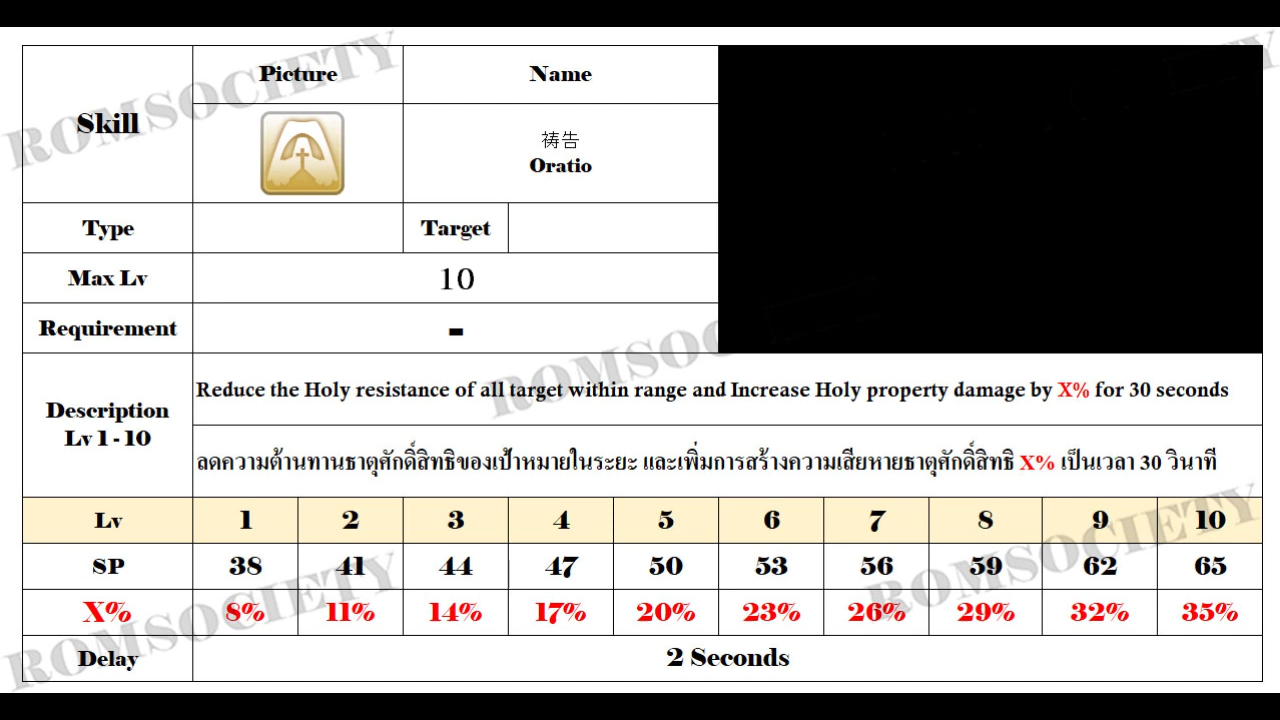 Skill
Picture
Name
祷告
Oratio
Type
Target
Max Lv
10
Requirement
-
Description
Lv 1 - 10
Reduce the Holy resistance of all target within range and Increase Holy property damage by X% for 30 seconds
ลดความต้านทานธาตุศักดิ์สิทธิของเป้าหมายในระยะ และเพิ่มการสร้างความเสียหายธาตุศักดิ์สิทธิ X% เป็นเวลา 30 วินาที
Lv 1 2 3 4 5 6 7 8 9 10
SP 38 41 44 47 50 53 56 59 62 65
X% 8% 11% 14% 17% 20% 23% 26% 29% 32% 35%
Delay 2 Seconds
ROMSOCIETY
ROMSOCIETY
ROMSOCIETY
ROMSOCIETY